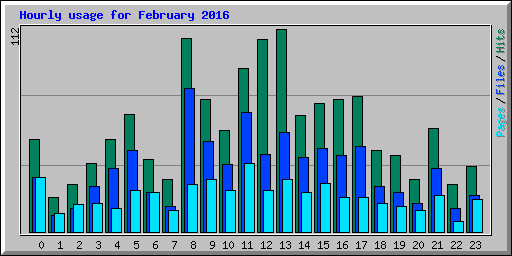 Hourly usage for February 2016
112
Pages / Files / Hits
0 1 2 3 4 5 6 7 8 9 10 11 12 13 14 15 16 17 18 19 20 21 22 23